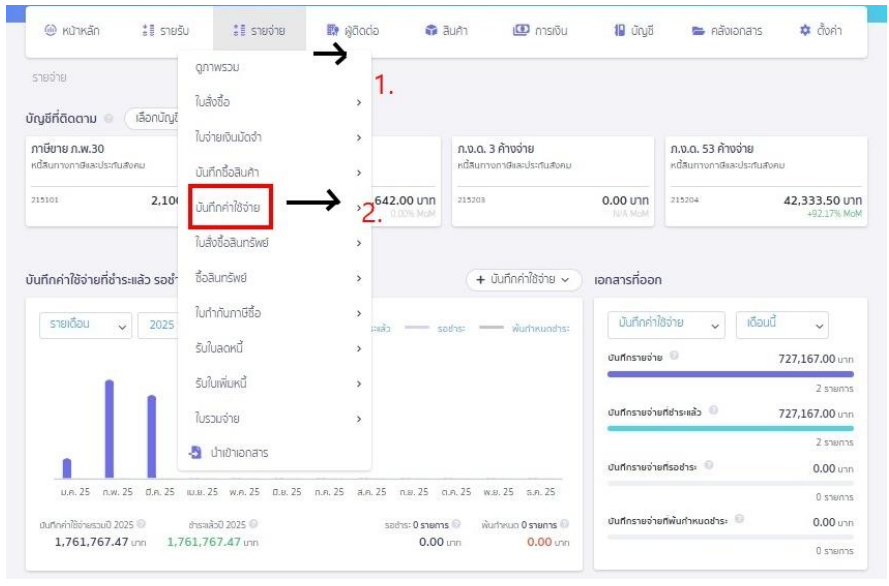 หน้าหลัก รายรับ รายจ่าย ผู้ติดต่อ สินค้า การเงิน บัญชี คลังเอกสาร ตั้งค่า
รายจ่าย
1.
บัญชีที่ติดตาม
ดูภาพรวม
ใบสั่งซื้อ
ใบจ่ายเงินมัดจำ
บันทึกซื้อสินค้า
บันทึกค่าใช้จ่าย
2.
ใบสั่งซื้อสินทรัพย์
ซื้อสินทรัพย์
ใบกำกับภาษีซื้อ
รับใบลดหนี้
รับใบเพิ่มหนี้
ใบรวมจ่าย
นำเข้าเอกสาร
ภาษีขาย ภ.พ.30
หนี้สินทางภาษีและประกันสังคม
215101 2,10
642.00 บาท
0.00% MoM
ภ.ง.ด. 3 ค้างจ่าย
หนี้สินทางภาษีและประกันสังคม
215203 0.00 บาท
N/A MoM
ภ.ง.ด. 53 ค้างจ่าย
หนี้สินทางภาษีและประกันสังคม
215204 42,333.50 บาท
+92.17% MoM
บันทึกค่าใช้จ่ายที่ชำระแล้ว
+ บันทึกค่าใช้จ่าย
รายเดือน 2025
รอชำระ พ้นกำหนดชำระ
ม.ค. 25 ก.พ. 25 มี.ค. 25 เม.ย. 25 พ.ค. 25 มิ.ย. 25 ก.ค. 25 ส.ค. 25 ก.ย. 25 ต.ค. 25 พ.ย. 25 ธ.ค. 25
บันทึกค่าใช้จ่ายรวมปี 2025 ชำระแล้วปี 2025 รอชำระ 0 รายการ พ้นกำหนด 0 รายการ
1,761,767.47 บาท 1,761,767.47 บาท 0.00 บาท 0.00 บาท
เอกสารที่ออก
บันทึกค่าใช้จ่าย เดือนนี้
บันทึกรายจ่าย 727,167.00 บาท
2 รายการ
บันทึกรายจ่ายที่ชำระแล้ว 727,167.00 บาท
2 รายการ
บันทึกรายจ่ายที่รอชำระ 0.00 บาท
0 รายการ
บันทึกรายจ่ายที่พ้นกำหนดชำระ 0.00 บาท
0 รายการ